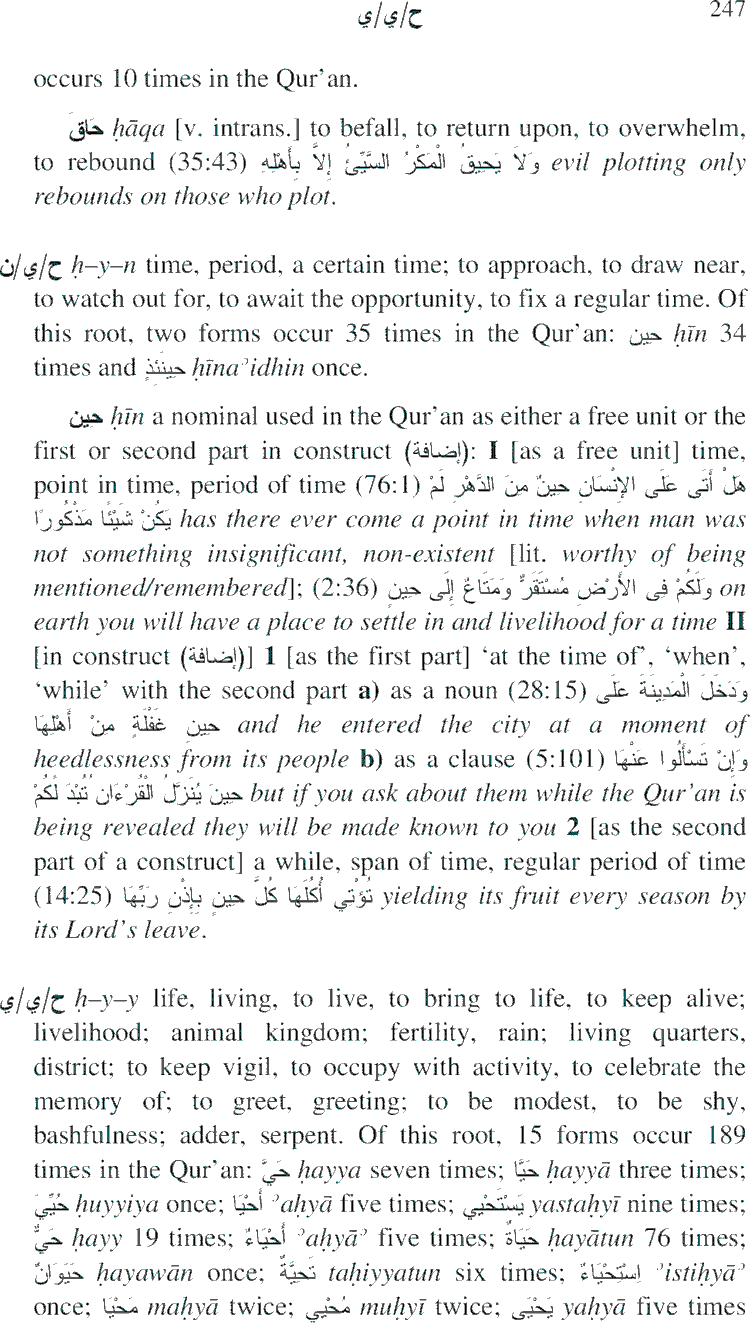 ح/ي/ي 247
occurs 10 times in the Qur’an.
حَاقَ ḥāqa [v. intrans.] to befall, to return upon, to overwhelm,
to rebound (35:43) وَلاَ يَحِيقُ الْمَكْرُ السَّيِّئُ إِلاَّ بِأَهْلِهِ evil plotting only
rebounds on those who plot.
ح/ي/ن ḥ–y–n time, period, a certain time; to approach, to draw near,
to watch out for, to await the opportunity, to fix a regular time. Of
this root, two forms occur 35 times in the Qur’an: حين ḥīn 34
times and حِينَئِذٍ ḥīnaʾidhin once.
حين ḥīn a nominal used in the Qur’an as either a free unit or the
first or second part in construct (إضافة): I [as a free unit] time,
point in time, period of time (76:1) هَلْ أَتَى عَلَى الإِنْسَانِ حِينٌ مِنَ الدَّهْرِ لَمْ
يَكُنْ شَيْئًا مَذْكُورًا has there ever come a point in time when man was
not something insignificant, non-existent [lit. worthy of being
mentioned/remembered]; (2:36) وَلَكُمْ فِى الأَرْضِ مُسْتَقَرٌّ وَمَتَاعٌ إِلَى حِينٍ on
earth you will have a place to settle in and livelihood for a time II
[in construct (إضافة)] 1 [as the first part] ‘at the time of’, ‘when’,
‘while’ with the second part a) as a noun (28:15) وَدَخَلَ الْمَدِينَةَ عَلَى
حِينِ غَفْلَةٍ مِنْ أَهْلِهَا and he entered the city at a moment of
heedlessness from its people b) as a clause (5:101) وَإِنْ تَسْأَلُوا عَنْهَا
حِينَ يُنَزَّلُ الْقُرْءَانُ تُبْدَ لَكُمْ but if you ask about them while the Qur’an is
being revealed they will be made known to you 2 [as the second
part of a construct] a while, span of time, regular period of time
(14:25) تُؤْتِي أُكُلَهَا كُلَّ حِينٍ بِإِذْنِ رَبِّهَا yielding its fruit every season by
its Lord’s leave.
ح/ي/ي ḥ–y–y life, living, to live, to bring to life, to keep alive;
livelihood; animal kingdom; fertility, rain; living quarters,
district; to keep vigil, to occupy with activity, to celebrate the
memory of; to greet, greeting; to be modest, to be shy,
bashfulness; adder, serpent. Of this root, 15 forms occur 189
times in the Qur’an: حَيَّ ḥayya seven times; حَيَّا ḥayyā three times;
حُيِّيَ ḥuyyiya once; أَحْيَا ʾaḥyā five times; يَسْتَحْيي yastaḥyī nine times;
حَيٌّ ḥayy 19 times; أَحْيَاءٌ ʾaḥyāʾ five times; حَيَاةٌ ḥayātun 76 times;
حَيَوَانٌ ḥayawān once; تَحِيَّةٌ taḥiyyatun six times; اِسْتِحْيَاءٌ ʾistiḥyāʾ
once; مَحْيَا maḥyā twice; مُحْيي muḥyī twice; يَحْيَى yaḥyā five times